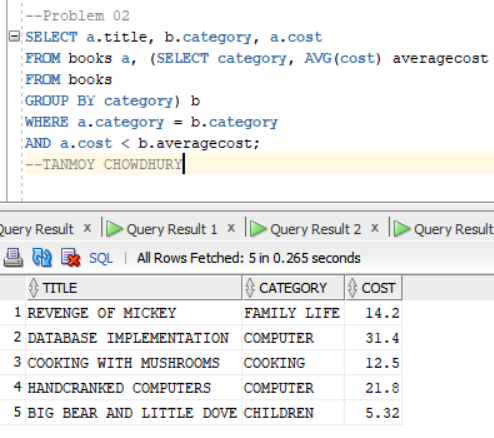 --Problem 02
SELECT a.title, b.category, a.cost
FROM books a, (SELECT category, AVG(cost) averagecost
FROM books
GROUP BY category) b
WHERE a.category = b.category
AND a.cost < b.averagecost;
--TANMOY CHOWDHURY
Query Result x Query Result 1 x Query Result 2 x Query Result
SQL | All Rows Fetched: 5 in 0.265 seconds
TITLE CATEGORY COST
1 REVENGE OF MICKEY FAMILY LIFE 14.2
2 DATABASE IMPLEMENTATION COMPUTER 31.4
3 COOKING WITH MUSHROOMS COOKING 12.5
4 HANDCRANKED COMPUTERS COMPUTER 21.8
5 BIG BEAR AND LITTLE DOVE CHILDREN 5.32